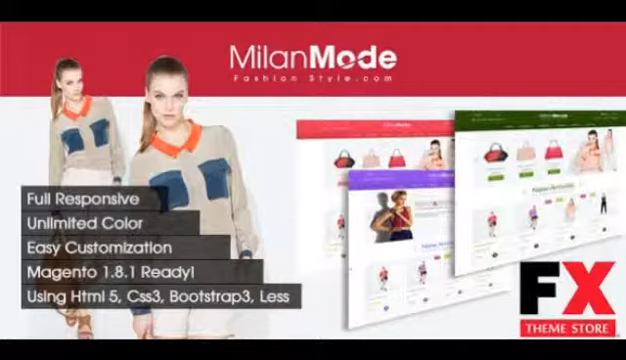 MilanMode
Fashion Style.com
Full Responsive
Unlimited Color
Easy Customization
Magento 1.8.1 Ready!
Using Html 5, Css3, Bootstrap3, Less
MilanMode
FX
THEME STORE